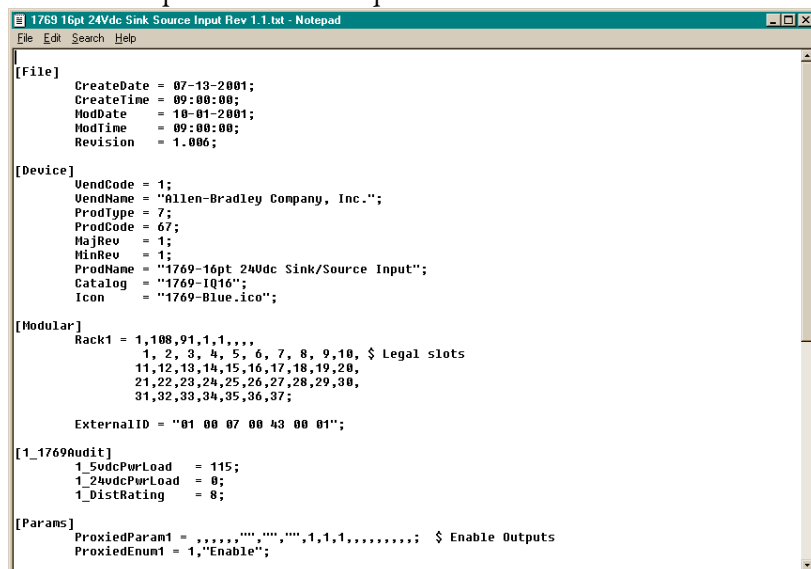 1769 16pt 24Vdc Sink Source Input Rev 1.1.txt - Notepad
File Edit Search Help
[File]
CreateDate = 07-13-2001;
CreateTime = 09:00:00;
ModDate = 10-01-2001;
ModTime = 09:00:00;
Revision = 1.006;
[Device]
VendCode = 1;
VendName = "Allen-Bradley Company, Inc.";
ProdType = 7;
ProdCode = 67;
MajRev = 1;
MinRev = 1;
ProdName = "1769-16pt 24Vdc Sink/Source Input";
Catalog = "1769-IQ16";
Icon = "1769-Blue.ico";
[Modular]
Rack1 = 1,108,91,1,1,,,,
1, 2, 3, 4, 5, 6, 7, 8, 9,10, $ Legal slots
11,12,13,14,15,16,17,18,19,20,
21,22,23,24,25,26,27,28,29,30,
31,32,33,34,35,36,37;
ExternalID = "01 00 07 00 43 00 01";
[1_1769Audit]
1_5vdcPwrLoad = 115;
1_24vdcPwrLoad = 0;
1_DistRating = 8;
[Params]
ProxiedParam1 = ,,,,,,"","","",1,1,1,,,,,,,,,; $ Enable Outputs
ProxiedEnum1 = 1,"Enable";